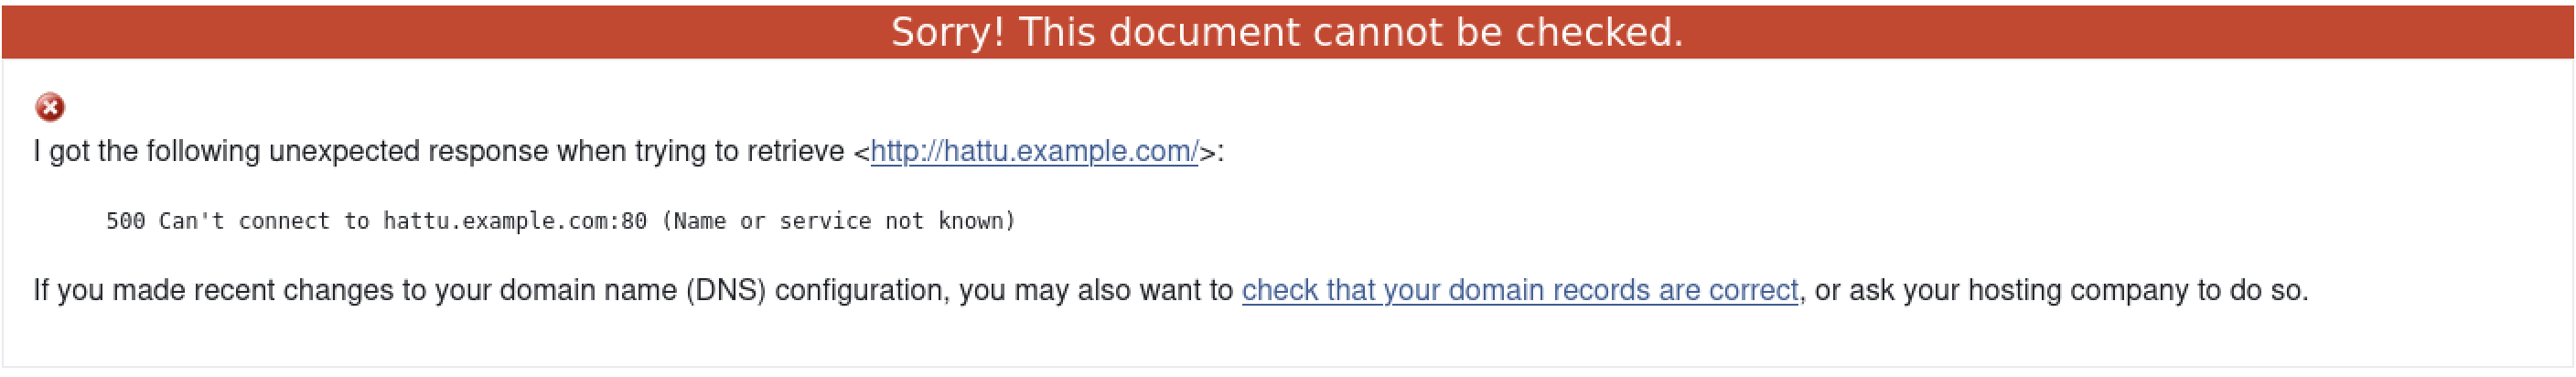 Sorry! This document cannot be checked.
I got the following unexpected response when trying to retrieve <http://hattu.example.com/>:
500 Can't connect to hattu.example.com:80 (Name or service not known)
If you made recent changes to your domain name (DNS) configuration, you may also want to check that your domain records are correct, or ask your hosting company to do so.